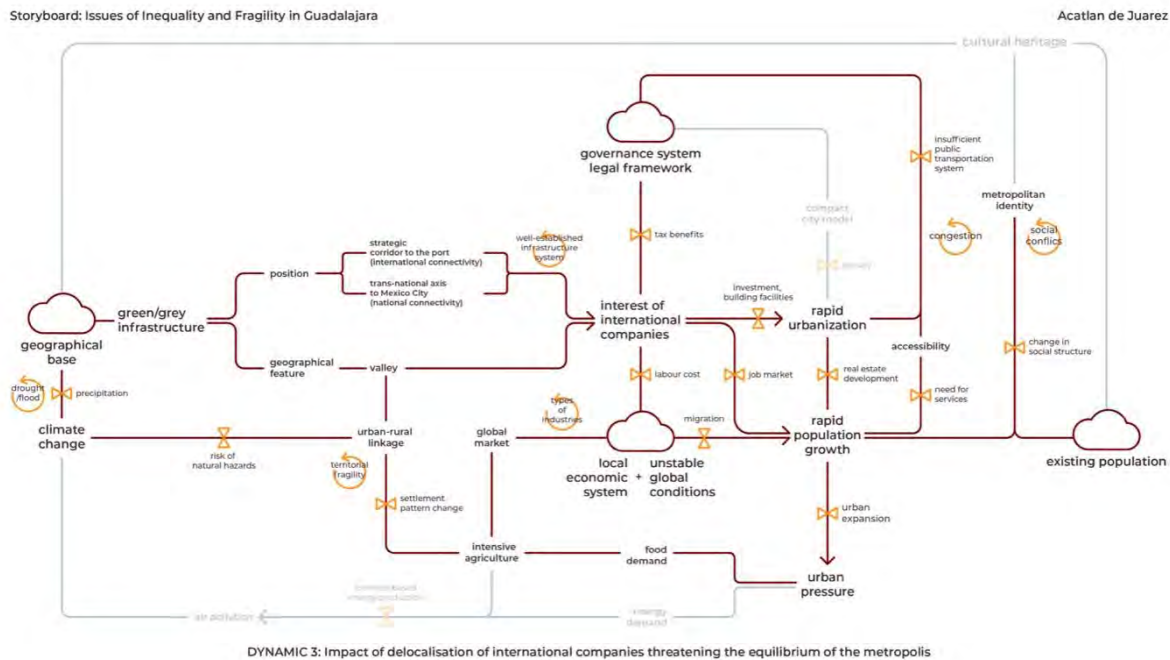 Storyboard: Issues of Inequality and Fragility in Guadalajara
Acatlan de Juarez
cultural heritage
governance system
legal framework
insufficient
public
transportation
system
compact
city model
metropolitan
identity
tax benefits
congestion
social
conflics
well-established
infrastructure
system
strategic
corridor to the port
(international connectivity)
position
trans-national axis
to Mexico City
(national connectivity)
green/grey
infrastructure
geographical
base
interest of
international
companies
investment,
building facilities
rapid
urbanization
accessibility
change in
social structure
geographical
feature
valley
labour cost
job market
real estate
development
need for
services
drought
/flood
precipitation
types
of
industries
migration
climate
change
risk of
natural hazards
urban-rural
linkage
global
market
rapid
population
growth
existing population
territorial
fragility
local
economic
system
+
unstable
global
conditions
settlement
pattern change
urban
expansion
intensive
agriculture
food
demand
urban
pressure
air pollution
energy
demand
DYNAMIC 3: Impact of delocalisation of international companies threatening the equilibrium of the metropolis